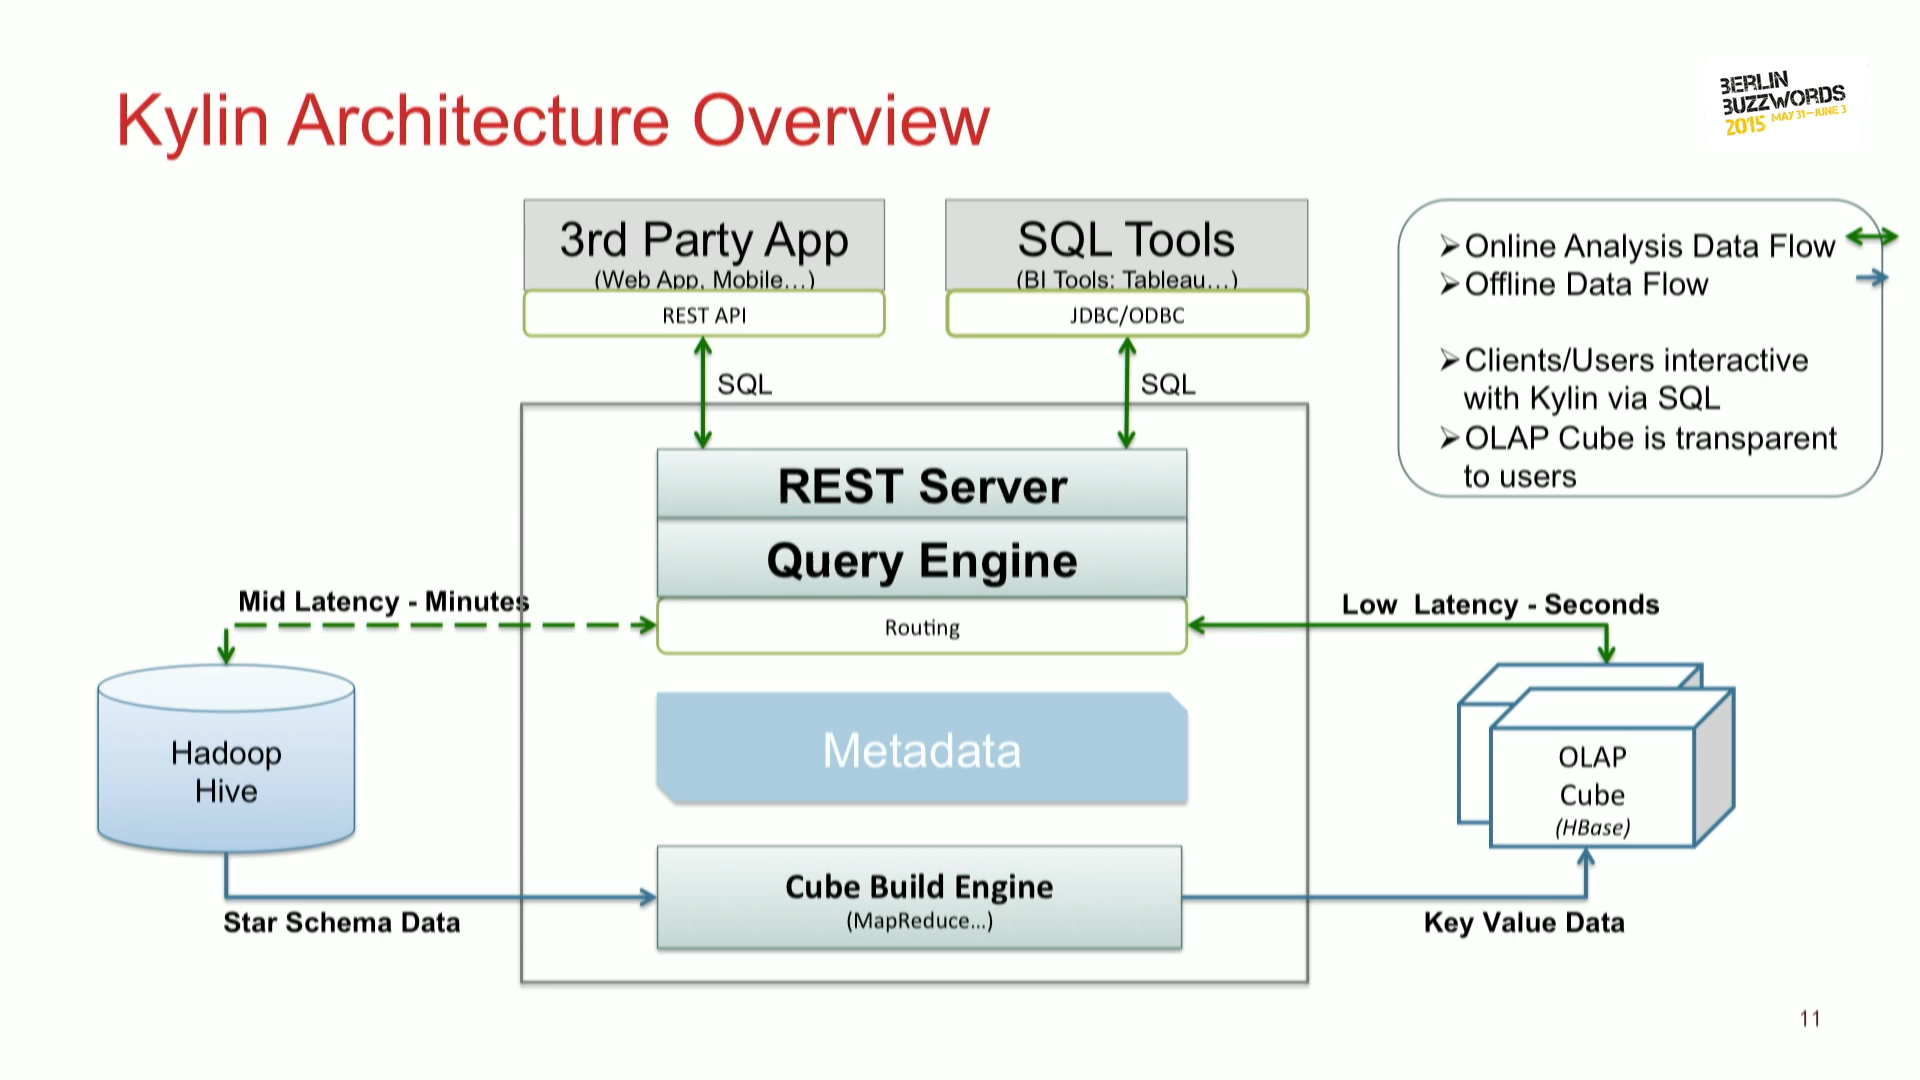 Kylin Architecture Overview
BERLIN
BUZZWORDS
2015 MAY 31–JUNE 3
3rd Party App
(Web App, Mobile...)
REST API
SQL Tools
(BI Tools: Tableau...)
JDBC/ODBC
➢Online Analysis Data Flow
➢Offline Data Flow
➢Clients/Users interactive
with Kylin via SQL
➢OLAP Cube is transparent
to users
SQL
SQL
REST Server
Query Engine
Routing
Mid Latency - Minutes
Low Latency - Seconds
Hadoop
Hive
Metadata
OLAP
Cube
(HBase)
Cube Build Engine
(MapReduce...)
Star Schema Data
Key Value Data
11